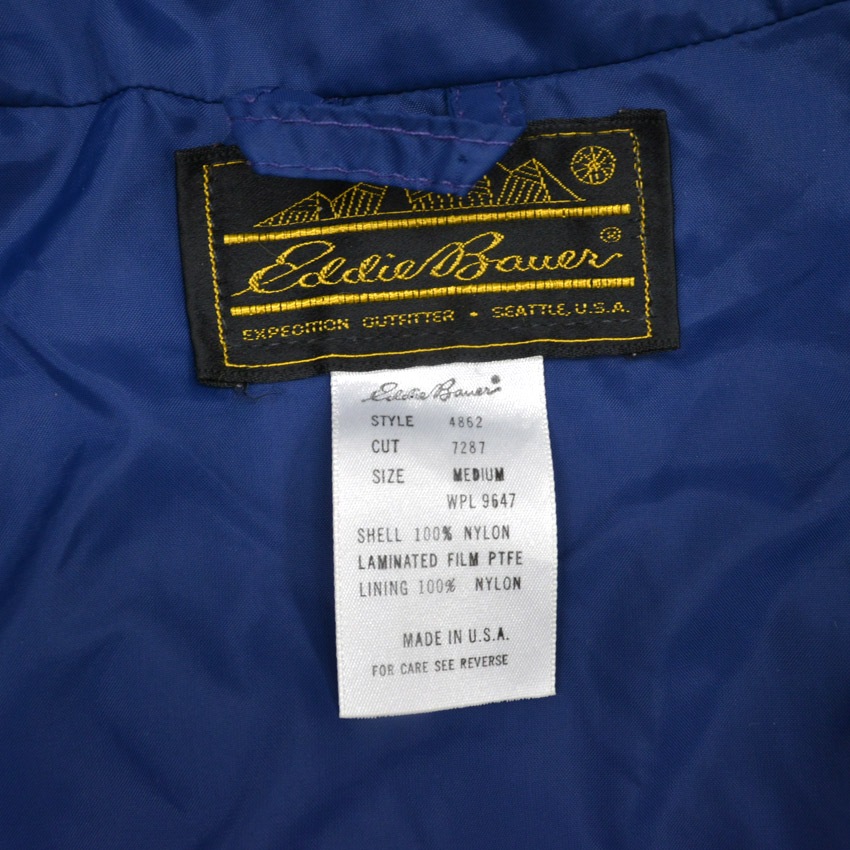 Eddie Bauer®
EXPEDITION OUTFITTER • SEATTLE, U.S.A.
Eddie Bauer®
STYLE 4862
CUT 7287
SIZE MEDIUM
WPL 9647
SHELL 100% NYLON
LAMINATED FILM PTFE
LINING 100% NYLON
MADE IN U.S.A.
FOR CARE SEE REVERSE